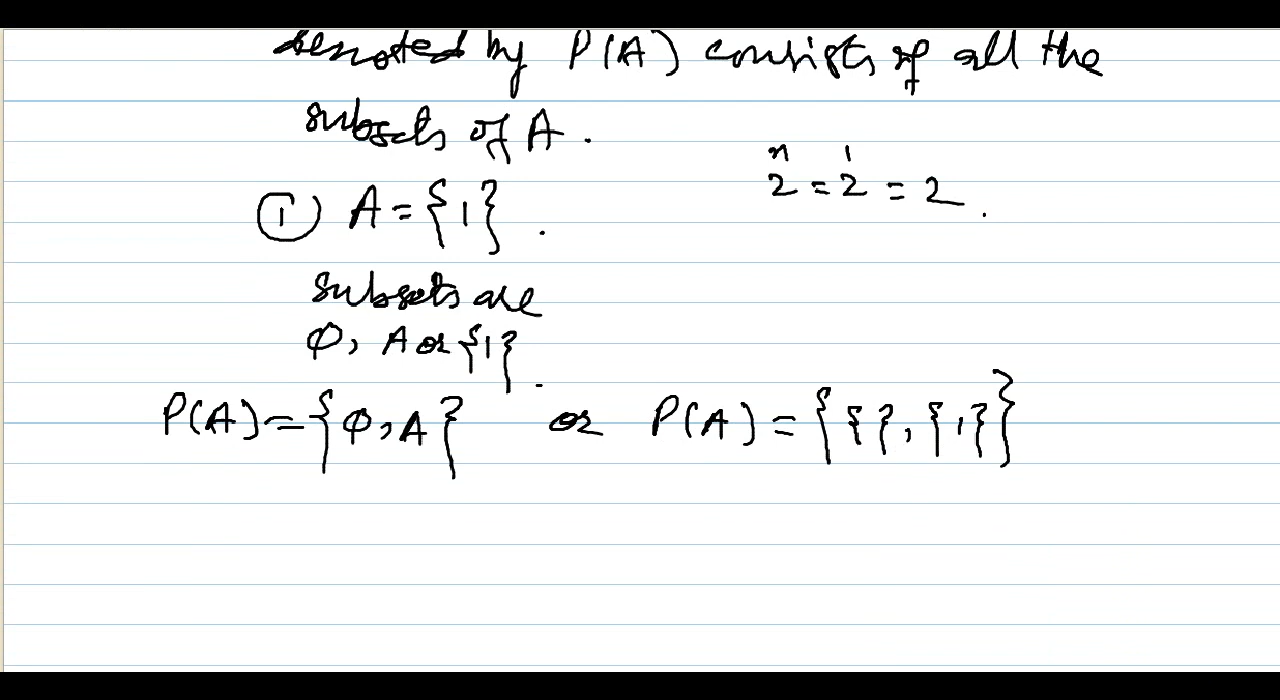 denoted by P(A) consists of all the
subsets of A.
2ⁿ = 2¹ = 2.
① A = {1}.
subsets are
φ, A or {1}.
P(A) = {φ, A} or P(A) = {{}, {1}}